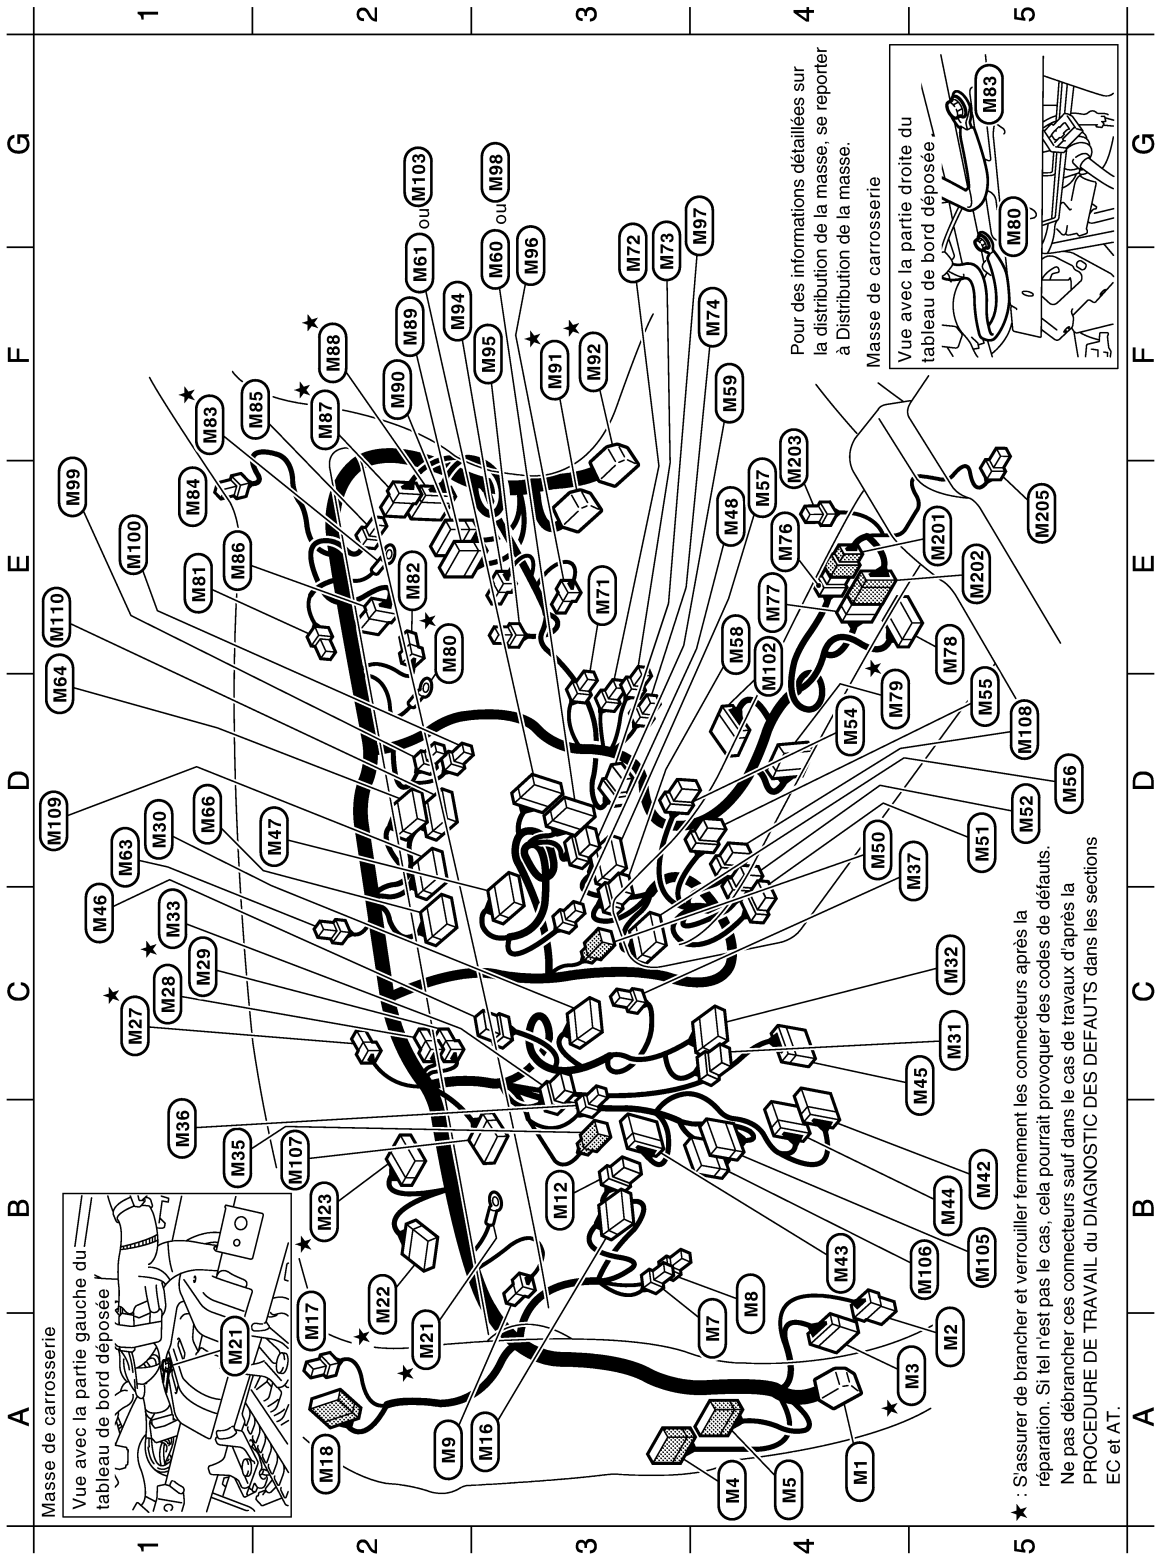 1
2
3
4
5
G
F
E
D
C
B
A
M99
M100
M110
M64
M109
M30
M63
M46
M33
M66
M47
M84
M83
M85
M81
M86
M82
M80
M87
M88
M90
M89
M61 ou M103
M94
M95
M60 ou M98
M96
M91
M92
M72
M73
M97
M74
M59
M57
M48
M71
M58
M102
M203
M76
M77
M201
M202
M205
M78
M79
M54
M55
M108
M56
M52
M51
M50
M37
M32
M31
M45
M27
M28
M29
M36
M35
M107
M23
M22
M21
M17
M18
M9
M16
M12
M7
M8
M43
M106
M105
M44
M42
M2
M3
M1
M5
M4
Masse de carrosserie
Vue avec la partie gauche du
tableau de bord déposée
M21
Pour des informations détaillées sur
la distribution de la masse, se reporter
à Distribution de la masse.
Masse de carrosserie
Vue avec la partie droite du
tableau de bord déposée.
M80
M83
★ : S'assurer de brancher et verrouiller fermement les connecteurs après la
réparation. Si tel n'est pas le cas, cela pourrait provoquer des codes de défauts.
Ne pas débrancher ces connecteurs sauf dans le cas de travaux d'après la
PROCEDURE DE TRAVAIL du DIAGNOSTIC DES DEFAUTS dans les sections
EC et AT.
1
2
3
4
5
G
F
E
D
C
B
A